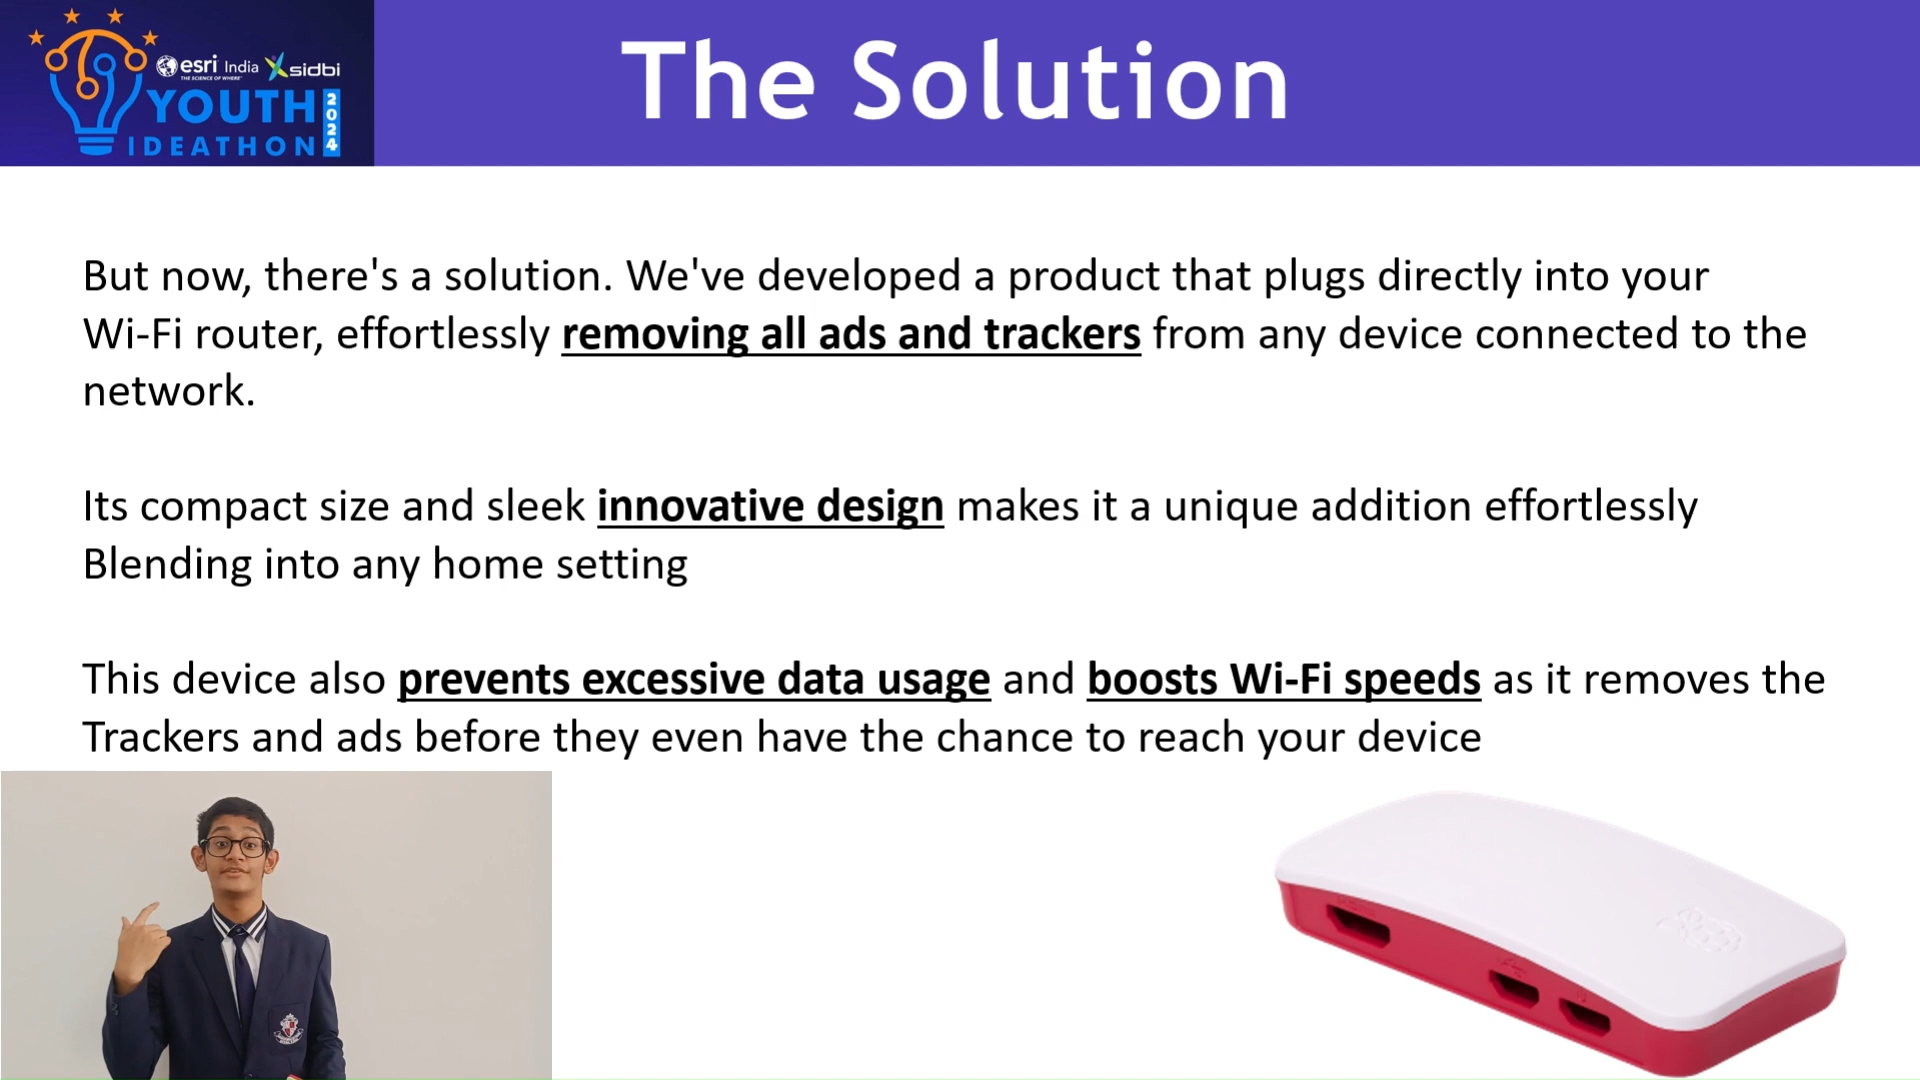 esri India sidbi
THE SCIENCE OF WHERE
YOUTH
IDEATHON
2024
The Solution
But now, there's a solution. We've developed a product that plugs directly into your
Wi-Fi router, effortlessly removing all ads and trackers from any device connected to the
network.
Its compact size and sleek innovative design makes it a unique addition effortlessly
Blending into any home setting
This device also prevents excessive data usage and boosts Wi-Fi speeds as it removes the
Trackers and ads before they even have the chance to reach your device